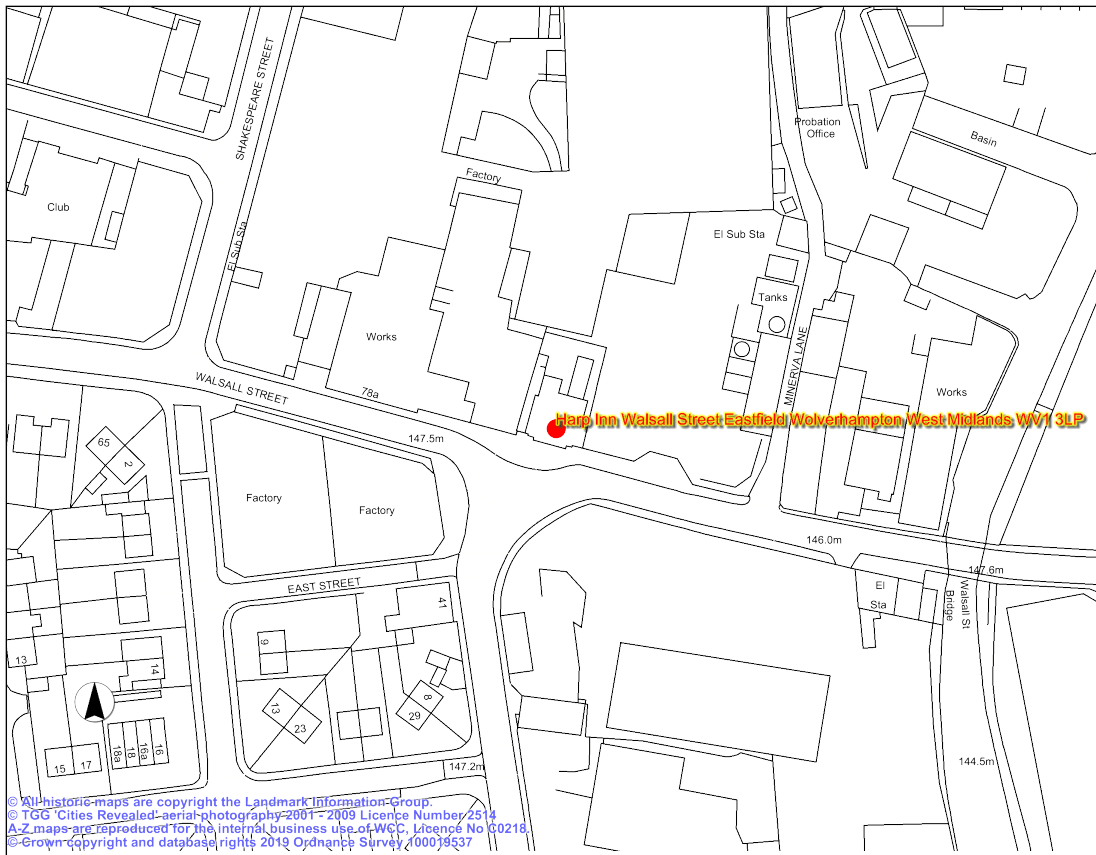 SHAKESPEARE STREET
Probation
Office
Basin
Factory
Club
El Sub Sta
El Sub Sta
Tanks
Works
MINERVA LANE
WALSALL STREET
78a
Works
Harp Inn Walsall Street Eastfield Wolverhampton West Midlands WV1 3LP
147.5m
65
2
Factory
Factory
146.0m
147.6m
El
Sta
Walsall St
Bridge
EAST STREET
41
9
13
14
8
29
13
23
18a
18
16a
16
15
17
147.2m
144.5m
© All historic maps are copyright the Landmark Information Group.
© TGG 'Cities Revealed' aerial photography 2001 - 2009 Licence Number 2514
A-Z maps are reproduced for the internal business use of WCC, Licence No C0218.
© Crown copyright and database rights 2019 Ordnance Survey 100019537